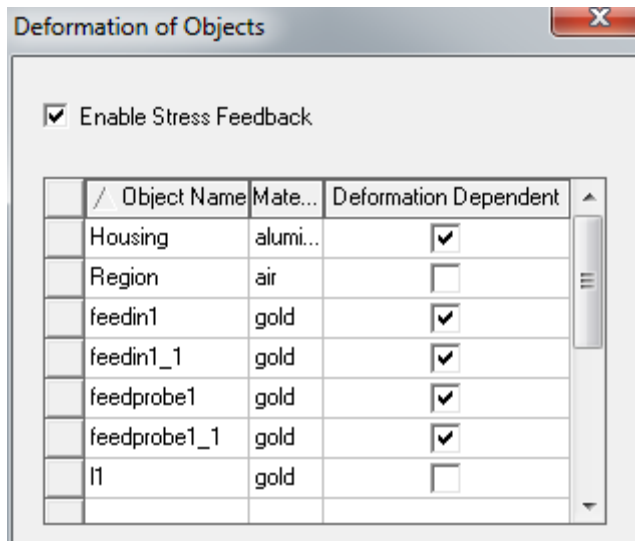 Deformation of Objects
Enable Stress Feedback
Object Name Mate... Deformation Dependent
Housing alumi...
Region air
feedin1 gold
feedin1_1 gold
feedprobe1 gold
feedprobe1_1 gold
l1 gold